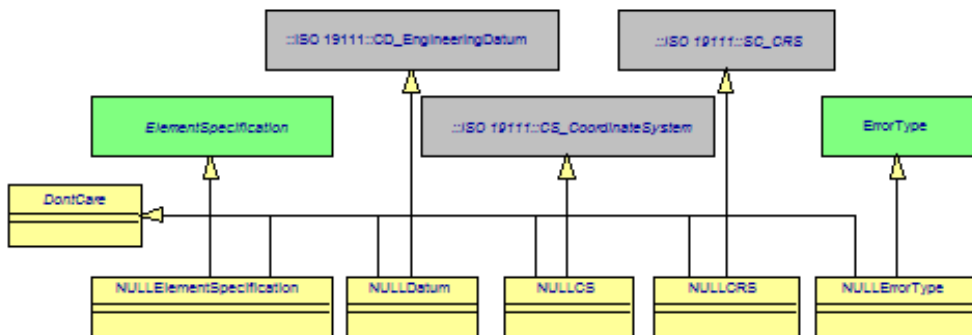 ::ISO 19111::CD_EngineeringDatum
::ISO 19111::SC_CRS
ElementSpecification
::ISO 19111::CS_CoordinateSystem
ErrorType
DontCare
NULLElementSpecification
NULLDatum
NULLCS
NULLCRS
NULLErrorType